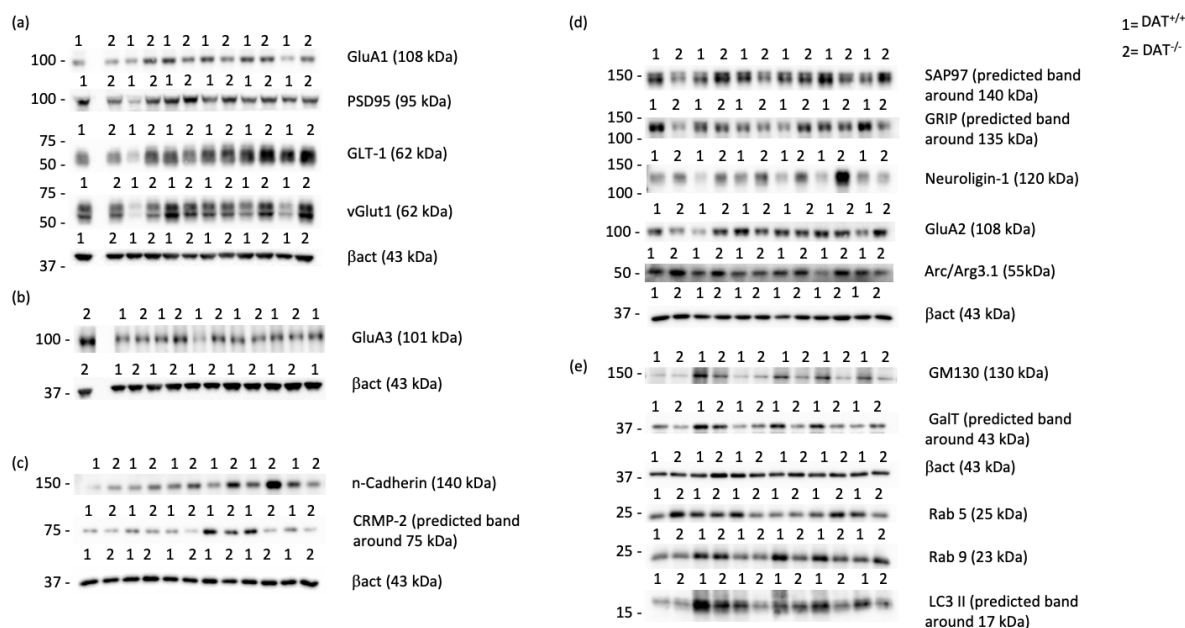 (a)
1 2 1 2 1 2 1 2 1 2 1 2
100 - GluA1 (108 kDa)
1 2 1 2 1 2 1 2 1 2 1 2
100 - PSD95 (95 kDa)
1 2 1 2 1 2 1 2 1 2 1 2
75 -
50 - GLT-1 (62 kDa)
1 2 1 2 1 2 1 2 1 2 1 2
75 -
50 - vGlut1 (62 kDa)
1 2 1 2 1 2 1 2 1 2 1 2
37 - βact (43 kDa)
(b)
2 1 2 1 2 1 2 1 2 1 2 1
100 - GluA3 (101 kDa)
2 1 2 1 2 1 2 1 2 1 2 1
37 - βact (43 kDa)
(c)
1 2 1 2 1 2 1 2 1 2 1 2
150 - n-Cadherin (140 kDa)
1 2 1 2 1 2 1 2 1 2 1 2
75 - CRMP-2 (predicted band
around 75 kDa)
1 2 1 2 1 2 1 2 1 2 1 2
37 - βact (43 kDa)
(d)
1= DAT+/+
2= DAT-/-
1 2 1 2 1 2 1 2 1 2 1 2
150 - SAP97 (predicted band
around 140 kDa)
1 2 1 2 1 2 1 2 1 2 1 2
150 -
100 - GRIP (predicted band
around 135 kDa)
1 2 1 2 1 2 1 2 1 2 1 2
150 -
100 - Neuroligin-1 (120 kDa)
1 2 1 2 1 2 1 2 1 2 1 2
100 - GluA2 (108 kDa)
1 2 1 2 1 2 1 2 1 2 1 2
50 - Arc/Arg3.1 (55kDa)
1 2 1 2 1 2 1 2 1 2 1 2
37 - βact (43 kDa)
(e)
1 2 1 2 1 2 1 2 1 2 1 2
150 - GM130 (130 kDa)
1 2 1 2 1 2 1 2 1 2 1 2
37 - GalT (predicted band
around 43 kDa)
1 2 1 2 1 2 1 2 1 2 1 2
37 - βact (43 kDa)
1 2 1 2 1 2 1 2 1 2 1 2
25 - Rab 5 (25 kDa)
1 2 1 2 1 2 1 2 1 2 1 2
25 - Rab 9 (23 kDa)
1 2 1 2 1 2 1 2 1 2 1 2
15 - LC3 II (predicted band
around 17 kDa)